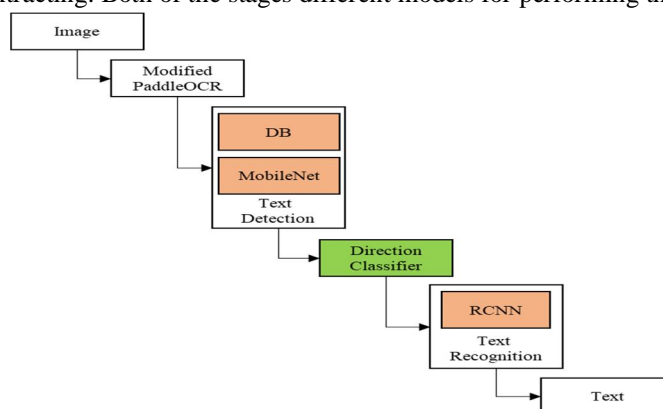 xtracting. Both of the stages different models for performing th
Image
Modified
PaddleOCR
DB
MobileNet
Text
Detection
Direction
Classifier
RCNN
Text
Recognition
Text